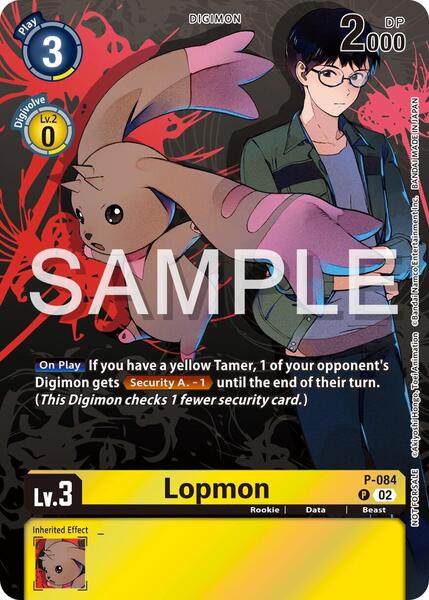 DIGIMON
Play
3
DP
2000
Digivolve
Lv.2
0
SAMPLE
On Play If you have a yellow Tamer, 1 of your opponent's
Digimon gets Security A. -1 until the end of their turn.
(This Digimon checks 1 fewer security card.)
Lv.3
Lopmon
P-084
P 02
Rookie | Data | Beast
Inherited Effect
–
NOT FOR SALE ©Akiyoshi Hongo, Toei Animation ©Bandai Namco Entertainment Inc. BANDAI MADE IN JAPAN